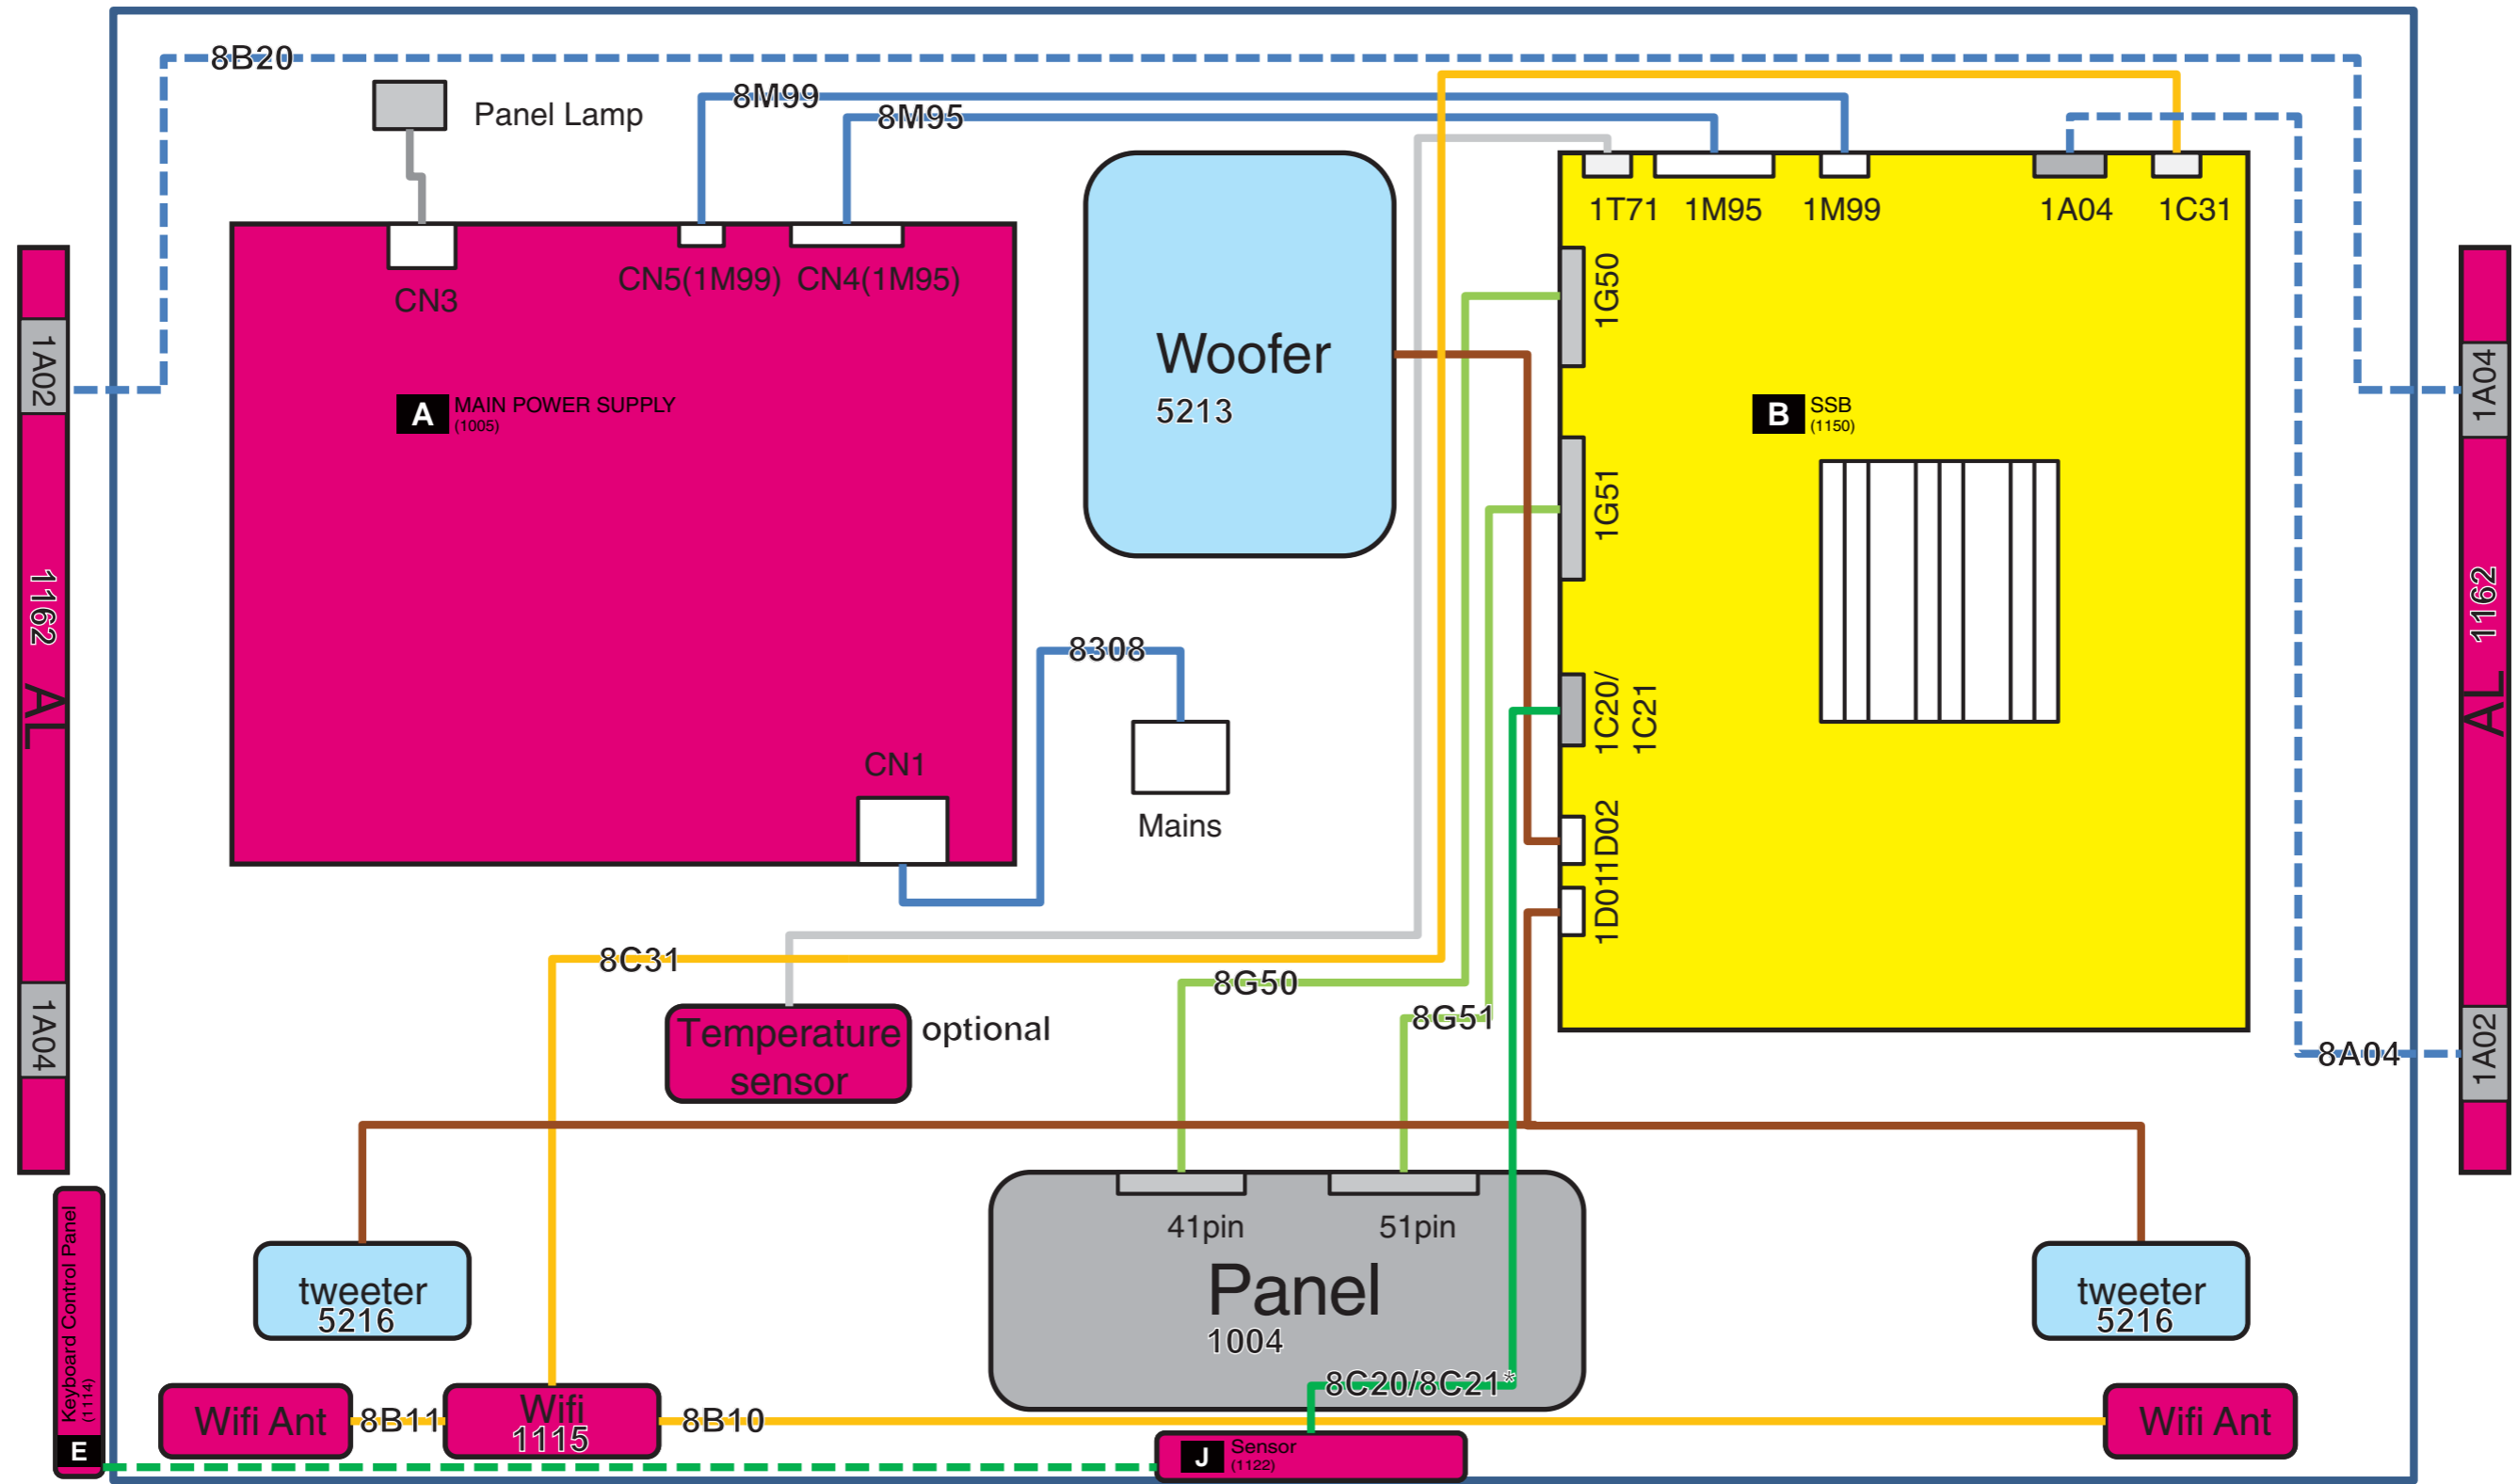 8B20
8M99
8M95
Panel Lamp
1T71
1M95
1M99
1A04
1C31
CN3
CN5(1M99)
CN4(1M95)
1G50
1A02
1A04
Woofer
5213
A
MAIN POWER SUPPLY
(1005)
B
SSB
(1150)
1G51
1162
AL
1162
AL
8308
1C20/
1C21
CN1
Mains
1D02
1D01
8C31
8G50
8G51
1A04
1A02
8A04
Temperature
sensor
optional
41pin
51pin
Panel
1004
tweeter
5216
tweeter
5216
Keyboard Control Panel
(1114)
E
8C20/8C21*
Wifi Ant
8B11
Wifi
1115
8B10
Wifi Ant
J
Sensor
(1122)